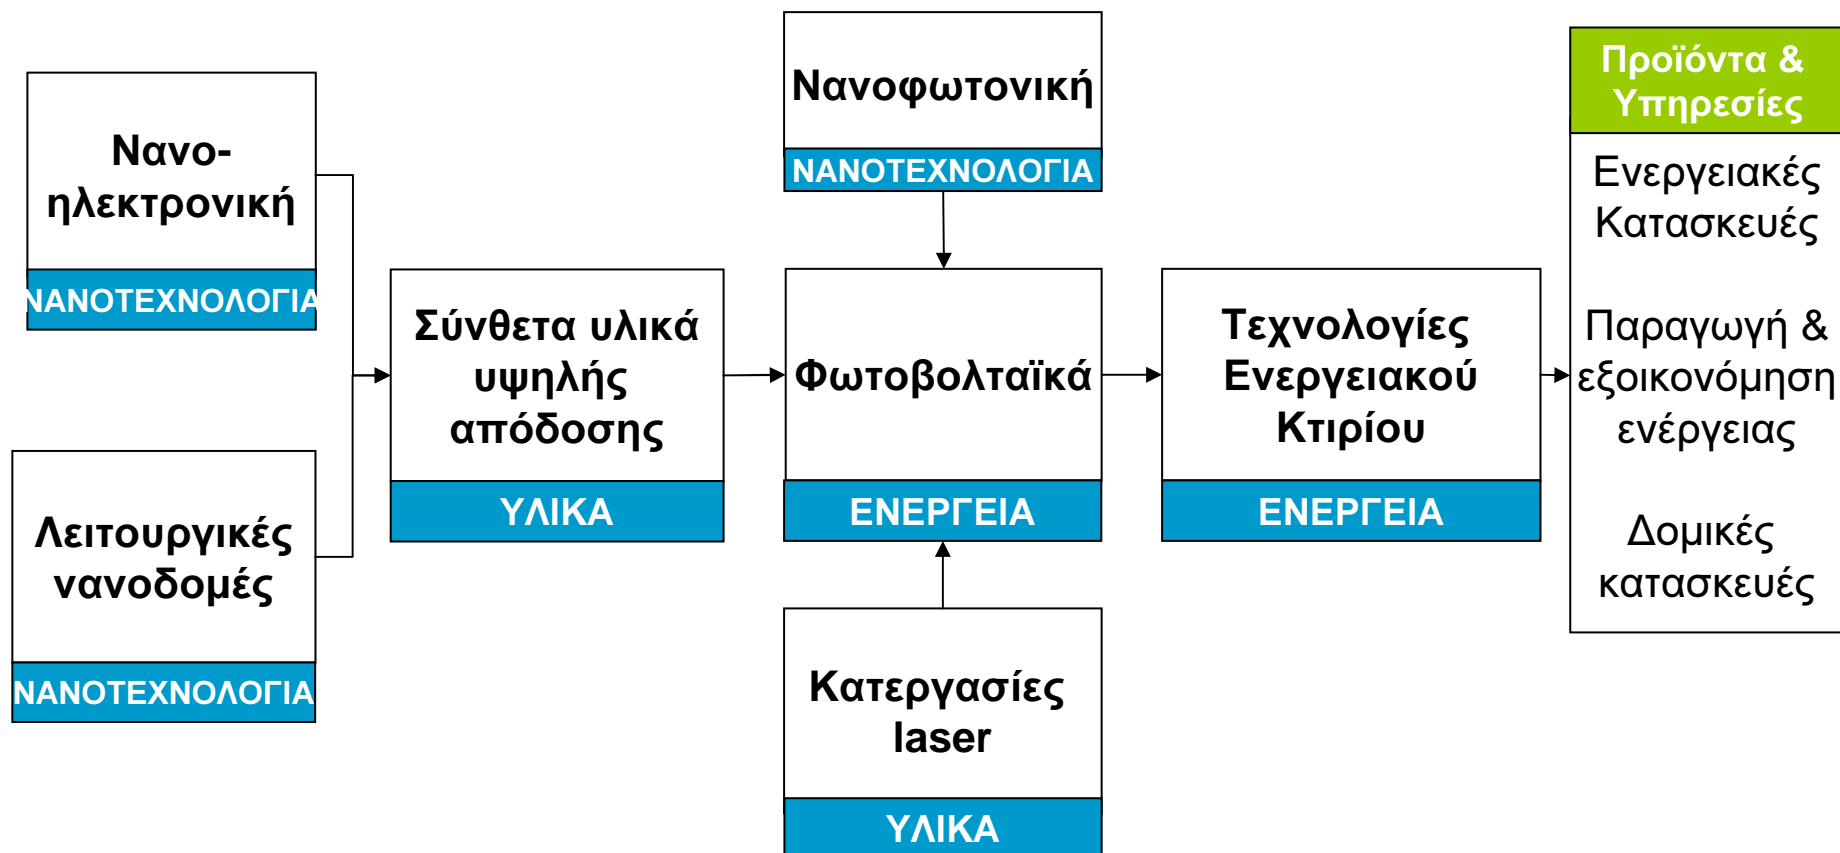 Νανο-
ηλεκτρονική
ΝΑΝΟΤΕΧΝΟΛΟΓΙΑ
Λειτουργικές
νανοδομές
ΝΑΝΟΤΕΧΝΟΛΟΓΙΑ
Σύνθετα υλικά
υψηλής
απόδοσης
ΥΛΙΚΑ
Νανοφωτονική
ΝΑΝΟΤΕΧΝΟΛΟΓΙΑ
Φωτοβολταϊκά
ΕΝΕΡΓΕΙΑ
Κατεργασίες
laser
ΥΛΙΚΑ
Τεχνολογίες
Ενεργειακού
Κτιρίου
ΕΝΕΡΓΕΙΑ
Προϊόντα &
Υπηρεσίες
Ενεργειακές
Κατασκευές
Παραγωγή &
εξοικονόμηση
ενέργειας
Δομικές
κατασκευές